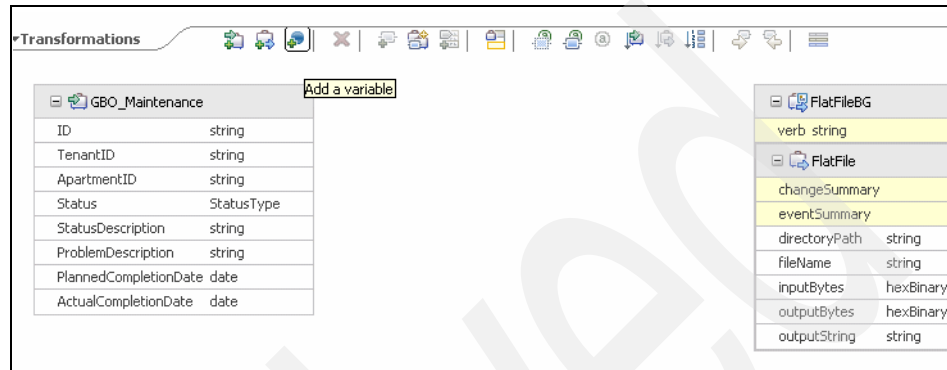 Transformations
Add a variable
GBO_Maintenance
ID string
TenantID string
ApartmentID string
Status StatusType
StatusDescription string
ProblemDescription string
PlannedCompletionDate date
ActualCompletionDate date
FlatFileBG
verb string
FlatFile
changeSummary
eventSummary
directoryPath string
fileName string
inputBytes hexBinary
outputBytes hexBinary
outputString string